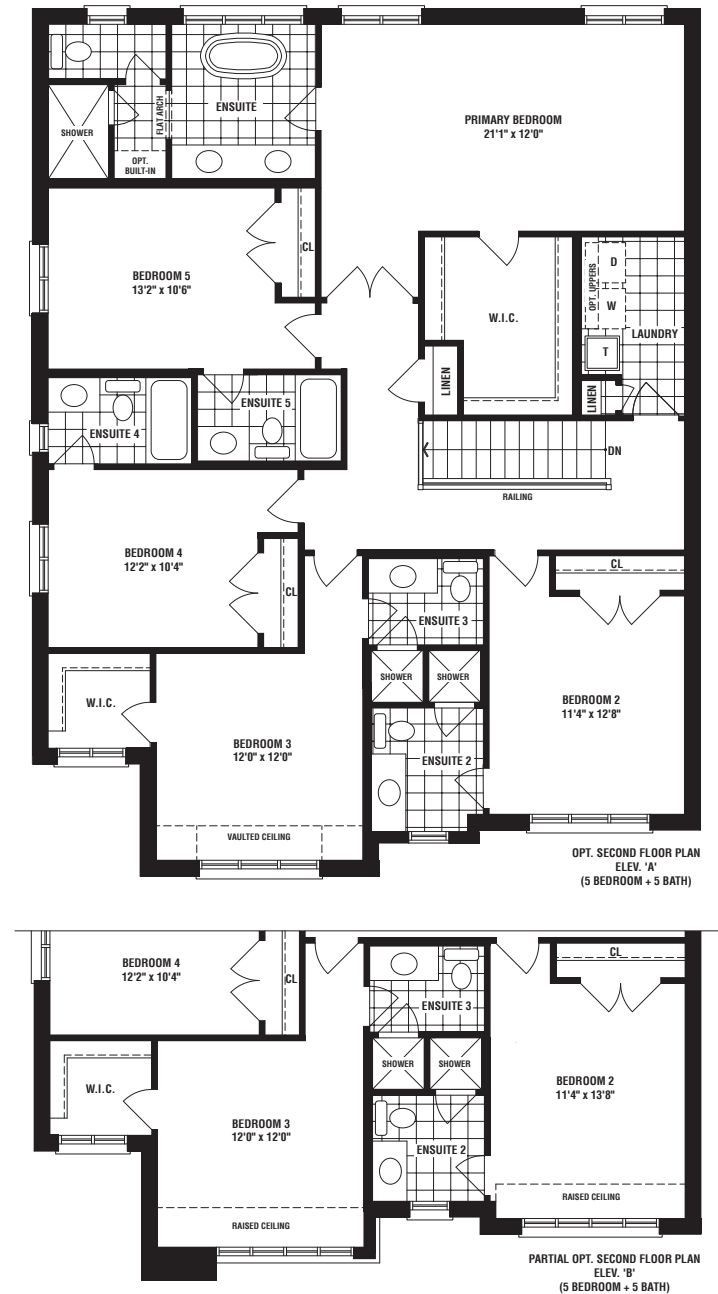 SHOWER
FLAT ARCH
ENSUITE
OPT.
BUILT-IN
PRIMARY BEDROOM
21'1" x 12'0"
BEDROOM 5
13'2" x 10'6"
CL
W.I.C.
OPT. UPPERS
D
W
T
LAUNDRY
LINEN
LINEN
ENSUITE 4
ENSUITE 5
DN
RAILING
BEDROOM 4
12'2" x 10'4"
CL
CL
ENSUITE 3
SHOWER
SHOWER
W.I.C.
BEDROOM 2
11'4" x 12'8"
BEDROOM 3
12'0" x 12'0"
ENSUITE 2
VAULTED CEILING
OPT. SECOND FLOOR PLAN
ELEV. 'A'
(5 BEDROOM + 5 BATH)
BEDROOM 4
12'2" x 10'4"
CL
CL
ENSUITE 3
SHOWER
SHOWER
W.I.C.
BEDROOM 2
11'4" x 13'8"
BEDROOM 3
12'0" x 12'0"
ENSUITE 2
RAISED CEILING
RAISED CEILING
PARTIAL OPT. SECOND FLOOR PLAN
ELEV. 'B'
(5 BEDROOM + 5 BATH)